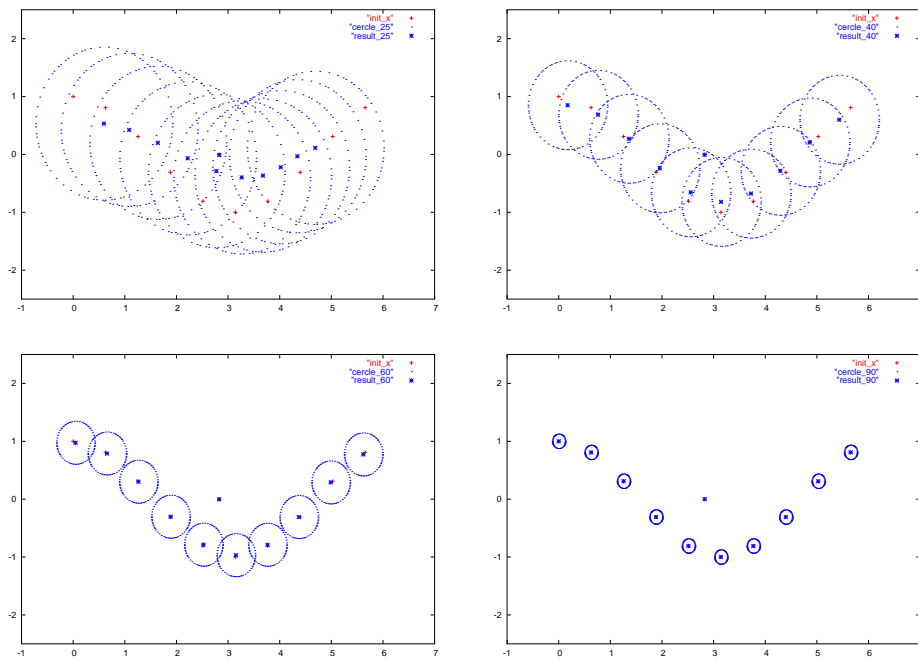 "init_x"
"cercle_25"
"result_25"
2
1
0
-1
-2
-1 0 1 2 3 4 5 6 7
"init_x"
"cercle_40"
"result_40"
2
1
0
-1
-2
-1 0 1 2 3 4 5 6 7
"init_x"
"cercle_60"
"result_60"
2
1
0
-1
-2
-1 0 1 2 3 4 5 6 7
"init_x"
"cercle_90"
"result_90"
2
1
0
-1
-2
-1 0 1 2 3 4 5 6 7